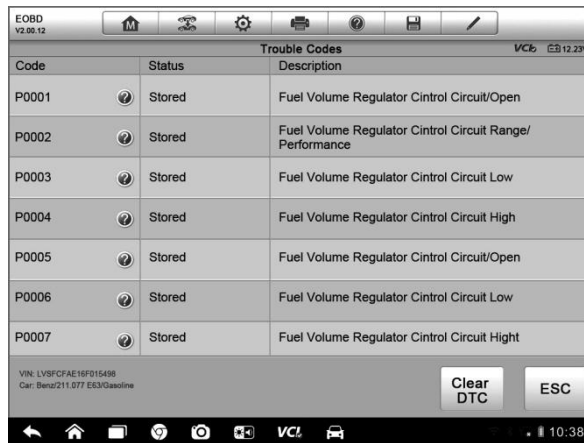 EOBD
V2.00.12
Trouble Codes
VCI
12.23
Code Status Description
P0001 Stored Fuel Volume Regulator Cintrol Circuit/Open
P0002 Stored Fuel Volume Regulator Cintrol Circuit Range/
Performance
P0003 Stored Fuel Volume Regulator Cintrol Circuit Low
P0004 Stored Fuel Volume Regulator Cintrol Circuit High
P0005 Stored Fuel Volume Regulator Cintrol Circuit/Open
P0006 Stored Fuel Volume Regulator Cintrol Circuit Low
P0007 Stored Fuel Volume Regulator Cintrol Circuit Hight
VIN: LVSFCFAE16F015498
Car: Benz/211.077 E63/Gasoline
Clear
DTC
ESC
VCI
10:38